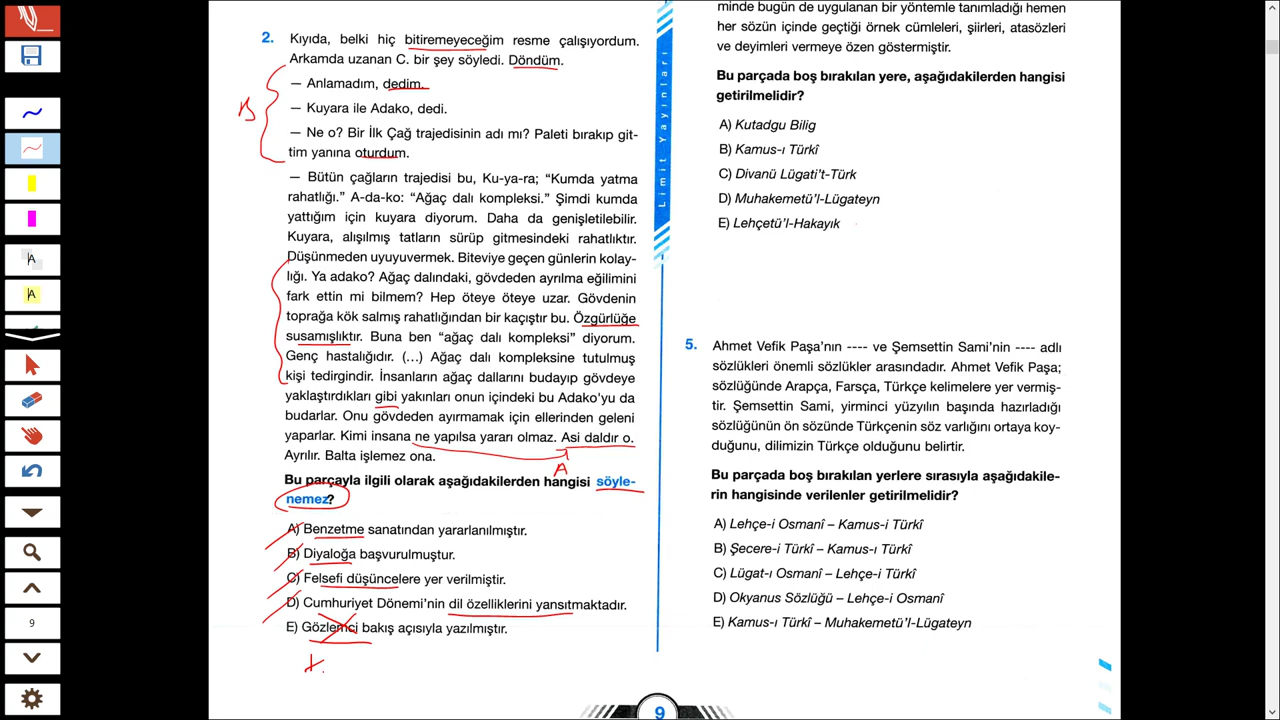 2. Kıyıda, belki hiç bitiremeyeceğim resme çalışıyordum.
Arkamda uzanan C. bir şey söyledi. Döndüm.
— Anlamadım, dedim.
— Kuyara ile Adako, dedi.
— Ne o? Bir İlk Çağ trajedisinin adı mı? Paleti bırakıp git-
tim yanına oturdum.
— Bütün çağların trajedisi bu, Ku-ya-ra; “Kumda yatma
rahatlığı.” A-da-ko: “Ağaç dalı kompleksi.” Şimdi kumda
yattığım için kuyara diyorum. Daha da genişletilebilir.
Kuyara, alışılmış tatların sürüp gitmesindeki rahatlıktır.
Düşünmeden uyuyuvermek. Biteviye geçen günlerin kolay-
lığı. Ya adako? Ağaç dalındaki, gövdeden ayrılma eğilimini
fark ettin mi bilmem? Hep öteye öteye uzar. Gövdenin
toprağa kök salmış rahatlığından bir kaçıştır bu. Özgürlüğe
susamışlıktır. Buna ben “ağaç dalı kompleksi” diyorum.
Genç hastalığıdır. (...) Ağaç dalı kompleksine tutulmuş
kişi tedirgindir. İnsanların ağaç dallarını budayıp gövdeye
yaklaştırdıkları gibi yakınları onun içindeki bu Adako'yu da
budarlar. Onu gövdeden ayırmamak için ellerinden geleni
yaparlar. Kimi insana ne yapılsa yararı olmaz. Asi daldır o.
Ayrılır. Balta işlemez ona.
A
Bu parçayla ilgili olarak aşağıdakilerden hangisi söyle-
nemez?
A) Benzetme sanatından yararlanılmıştır.
B) Diyaloğa başvurulmuştur.
C) Felsefi düşüncelere yer verilmiştir.
D) Cumhuriyet Dönemi'nin dil özelliklerini yansıtmaktadır.
E) Gözlemci bakış açısıyla yazılmıştır.
Limit Yayınları
minde bugün de uygulanan bir yöntemle tanımladığı hemen
her sözün içinde geçtiği örnek cümleleri, şiirleri, atasözleri
ve deyimleri vermeye özen göstermiştir.
Bu parçada boş bırakılan yere, aşağıdakilerden hangisi
getirilmelidir?
A) Kutadgu Bilig
B) Kamus-ı Türkî
C) Divanü Lügati't-Türk
D) Muhakemetü'l-Lügateyn
E) Lehçetü'l-Hakayık
5. Ahmet Vefik Paşa'nın ---- ve Şemsettin Sami'nin ---- adlı
sözlükleri önemli sözlükler arasındadır. Ahmet Vefik Paşa;
sözlüğünde Arapça, Farsça, Türkçe kelimelere yer vermiş-
tir. Şemsettin Sami, yirminci yüzyılın başında hazırladığı
sözlüğünün ön sözünde Türkçenin söz varlığını ortaya koy-
duğunu, dilimizin Türkçe olduğunu belirtir.
Bu parçada boş bırakılan yerlere sırasıyla aşağıdakile-
rin hangisinde verilenler getirilmelidir?
A) Lehçe-i Osmanî – Kamus-i Türkî
B) Şecere-i Türkî – Kamus-ı Türkî
C) Lügat-ı Osmanî – Lehçe-i Türkî
D) Okyanus Sözlüğü – Lehçe-i Osmanî
E) Kamus-ı Türkî – Muhakemetü'l-Lügateyn
9
A
A
9